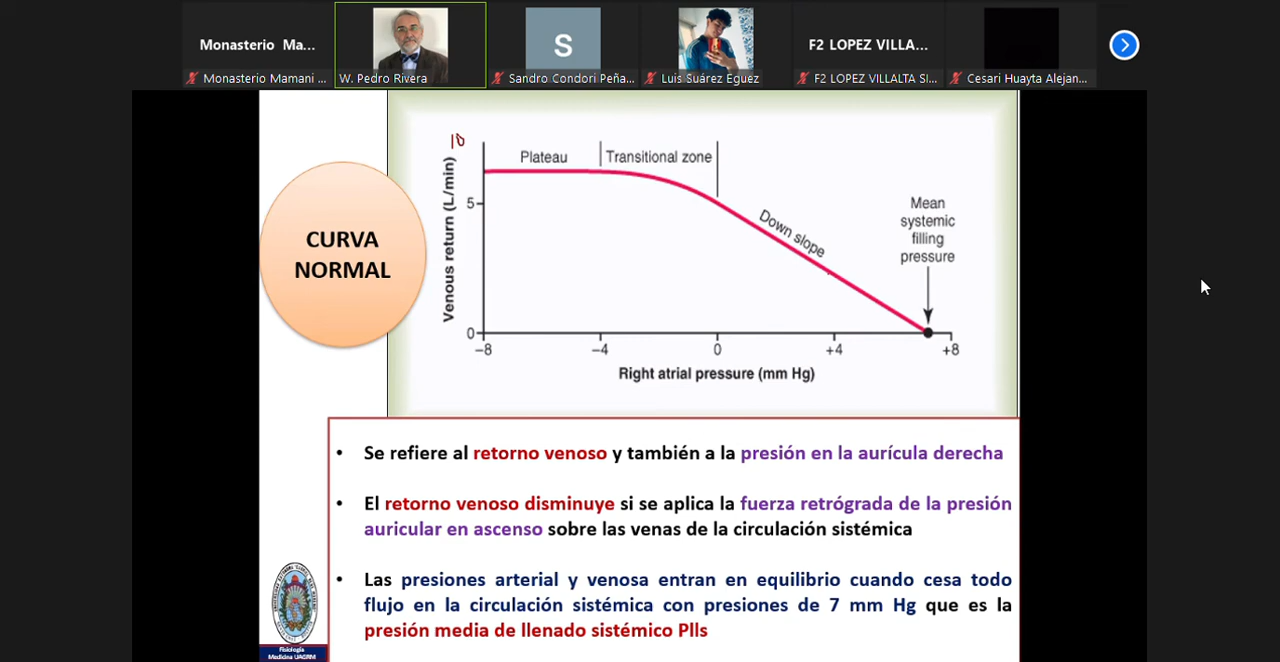 Monasterio Ma...
S
F2 LOPEZ VILLA...
Monasterio Mamani ...
W. Pedro Rivera
Sandro Condori Peña...
Luis Suárez Eguez
F2 LOPEZ VILLALTA SI...
Cesari Huayta Alejan...
CURVA
NORMAL
10
Plateau
Transitional zone
Venous return (L/min)
5
0
Down slope
Mean
systemic
filling
pressure
−8
−4
0
+4
+8
Right atrial pressure (mm Hg)
• Se refiere al retorno venoso y también a la presión en la aurícula derecha
• El retorno venoso disminuye si se aplica la fuerza retrógrada de la presión
auricular en ascenso sobre las venas de la circulación sistémica
• Las presiones arterial y venosa entran en equilibrio cuando cesa todo
flujo en la circulación sistémica con presiones de 7 mm Hg que es la
presión media de llenado sistémico Plls
Fisiología
Medicina UAGRM